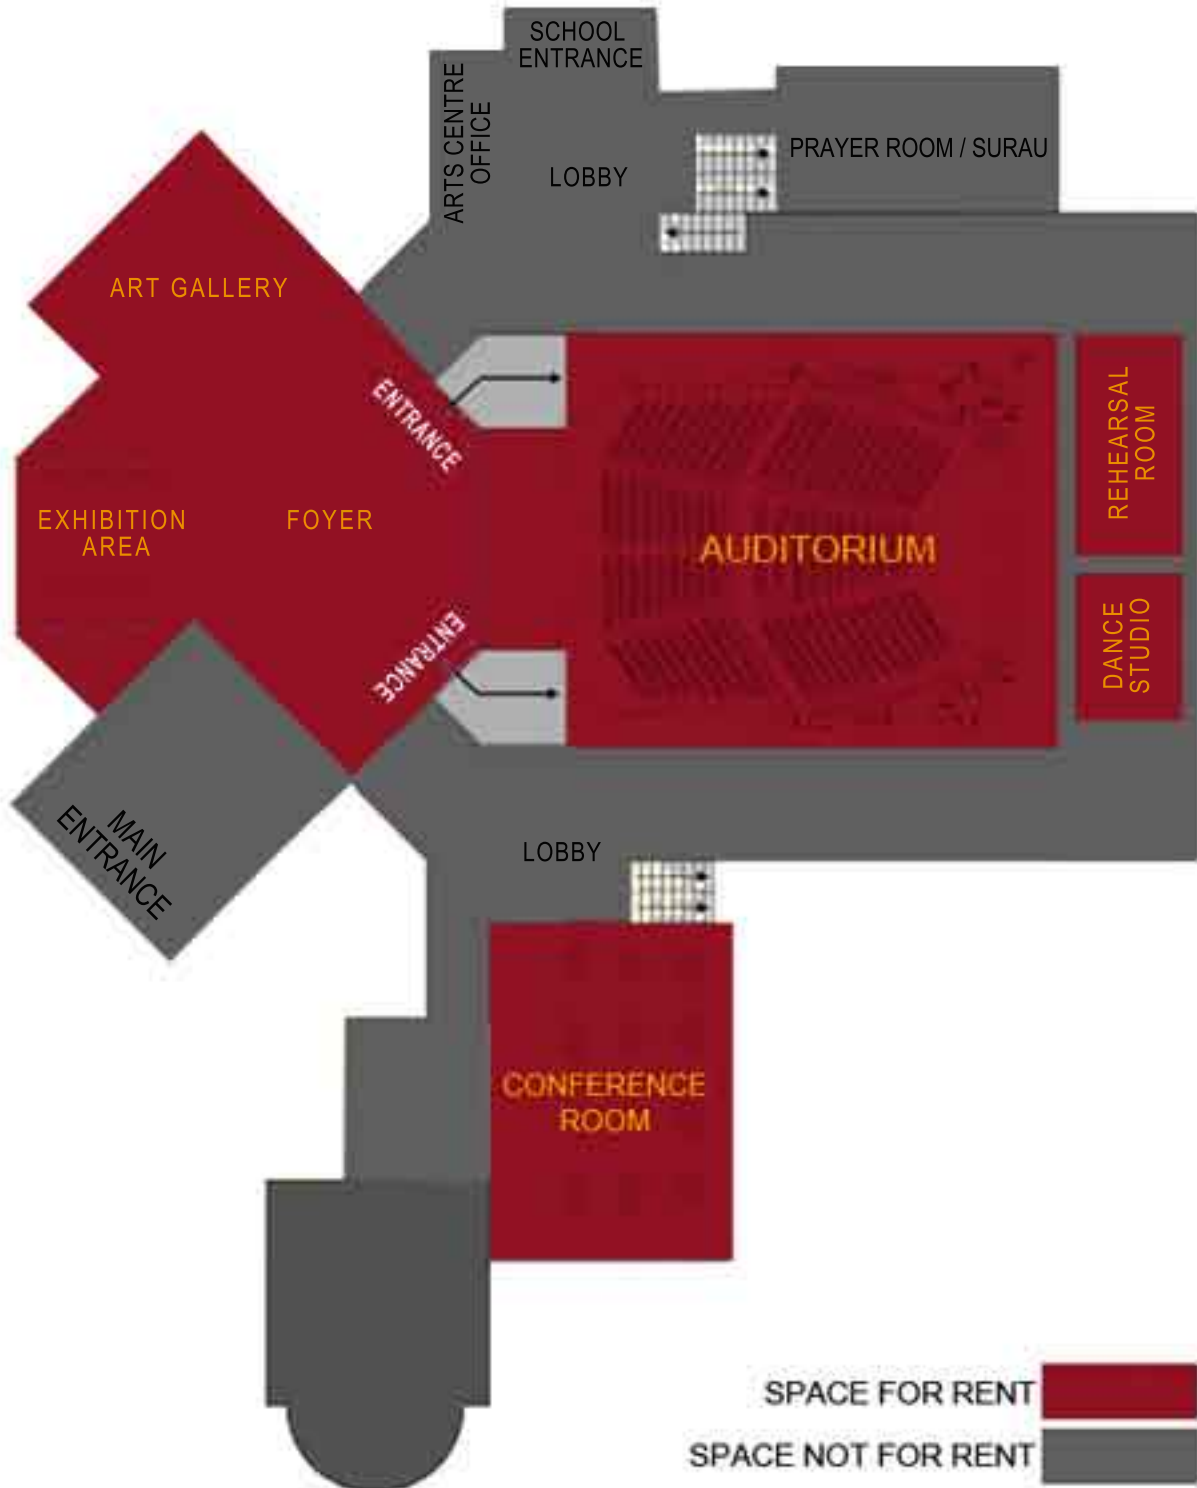 SCHOOL
ENTRANCE
ARTS CENTRE
OFFICE
LOBBY
PRAYER ROOM / SURAU
ART GALLERY
ENTRANCE
EXHIBITION
AREA
FOYER
AUDITORIUM
REHEARSAL
ROOM
DANCE
STUDIO
ENTRANCE
MAIN
ENTRANCE
LOBBY
CONFERENCE
ROOM
SPACE FOR RENT
SPACE NOT FOR RENT